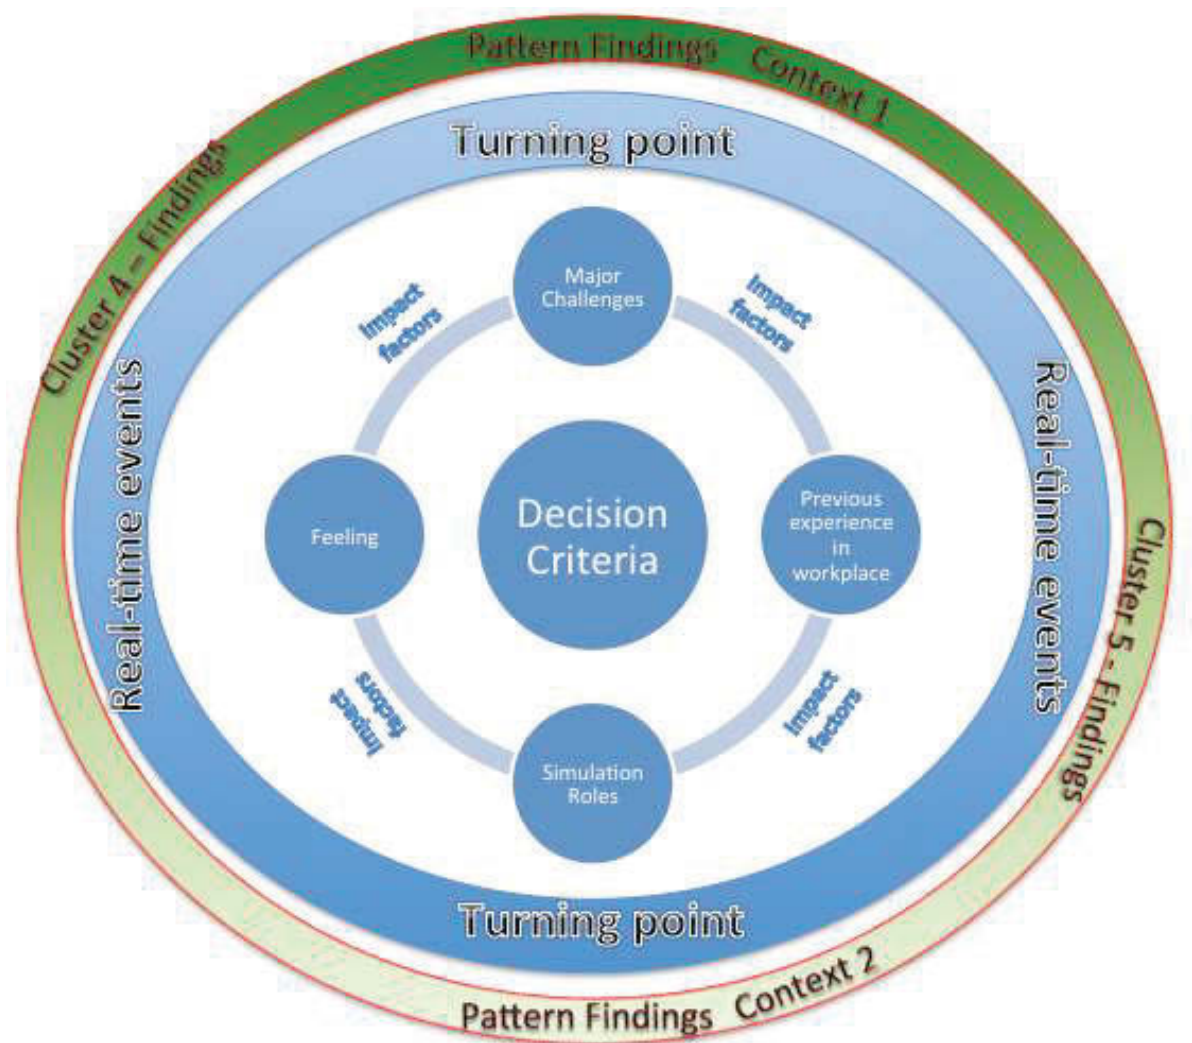 Pattern Findings Context 1
Turning point
Cluster 4 – Findings
Major
Challenges
Impact
factors
Impact
factors
Real-time events
Real-time events
Feeling
Decision
Criteria
Previous
experience
in
workplace
Cluster 5 - Findings
Impact
factors
Impact
factors
Simulation
Roles
Turning point
Pattern Findings Context 2